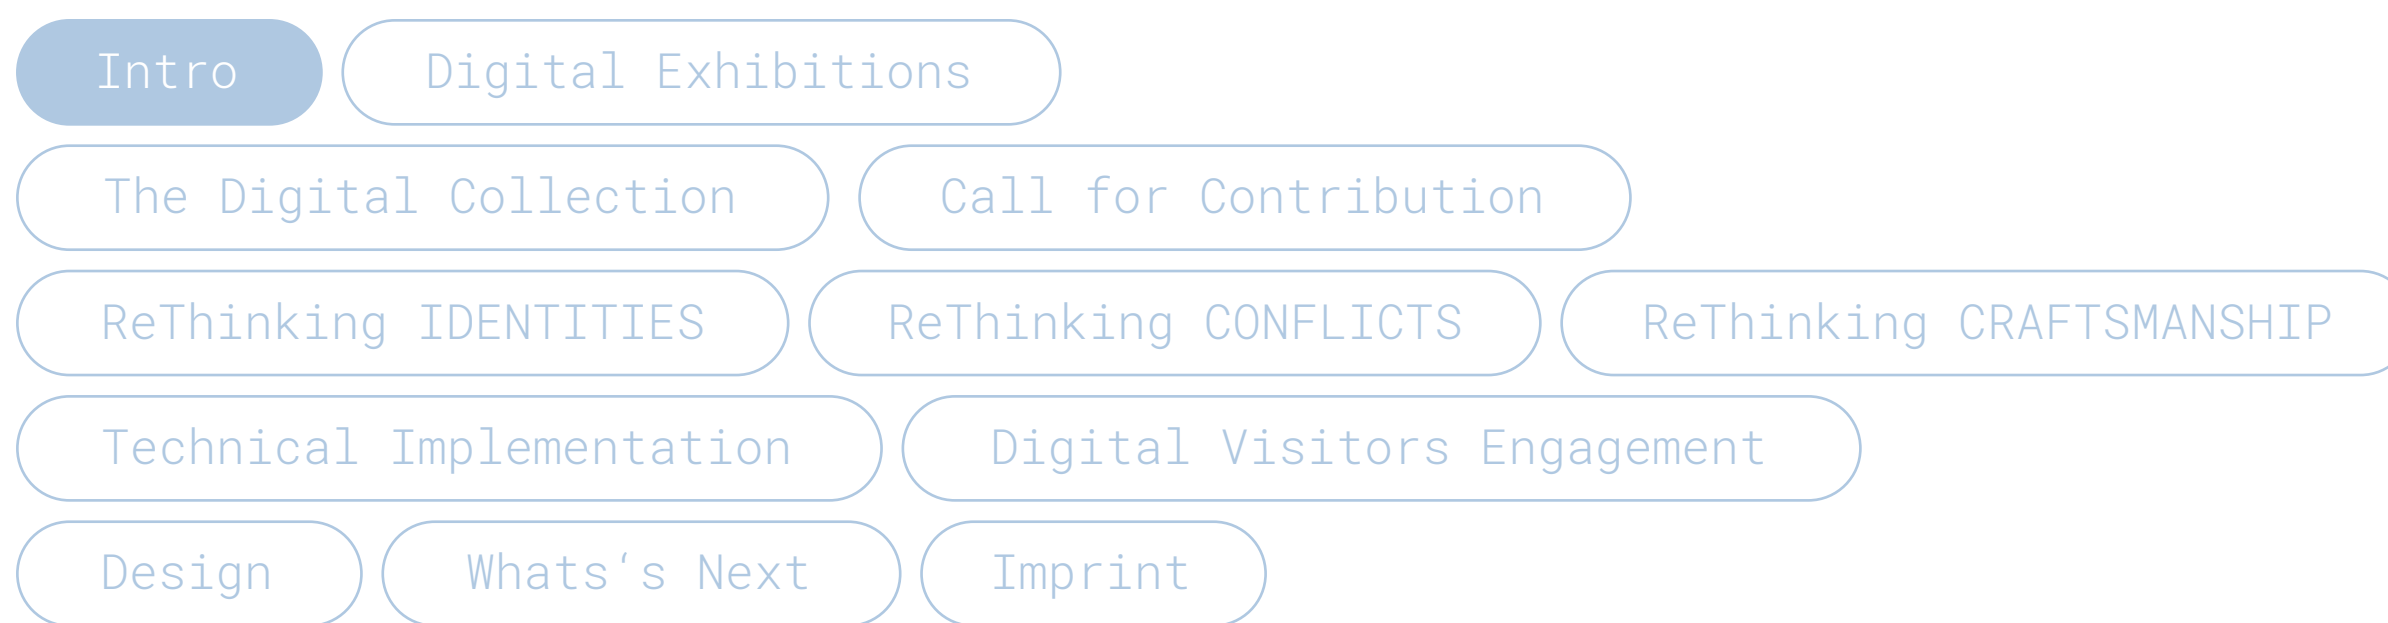 Intro Digital Exhibitions
The Digital Collection Call for Contribution
ReThinking IDENTITIES ReThinking CONFLICTS ReThinking CRAFTSMANSHIP
Technical Implementation Digital Visitors Engagement
Design Whats‘s Next Imprint